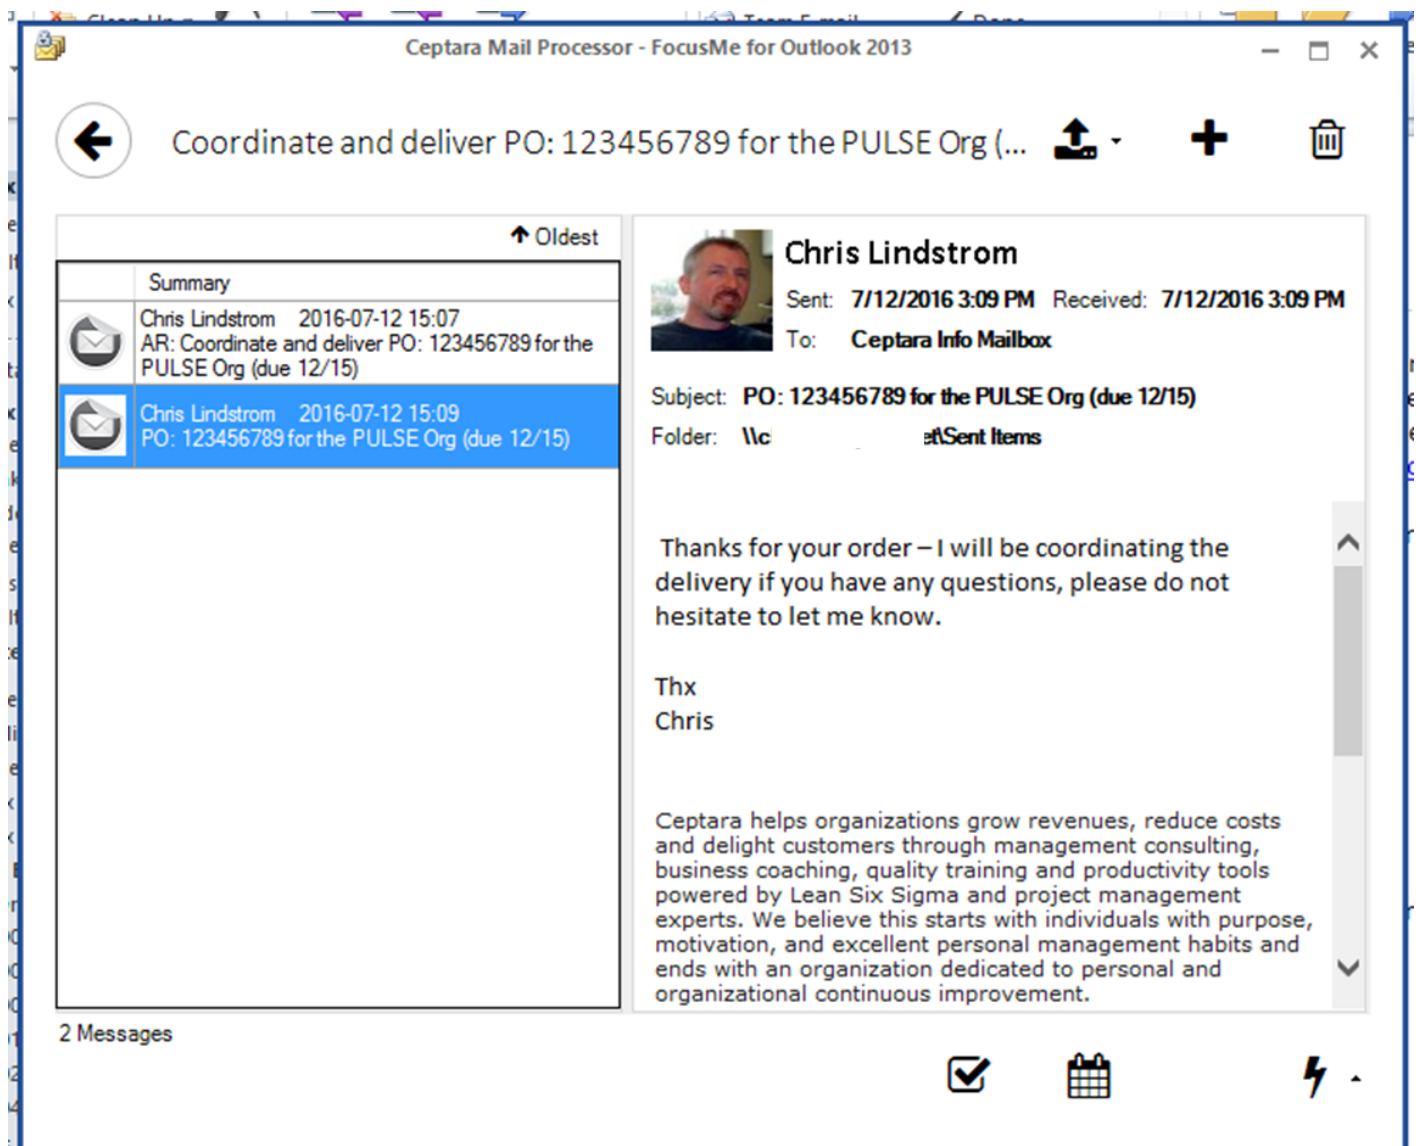 Clean Up
Team E-mail
Done
Ceptara Mail Processor - FocusMe for Outlook 2013
Coordinate and deliver PO: 123456789 for the PULSE Org (...
Oldest
Summary
Chris Lindstrom 2016-07-12 15:07
AR: Coordinate and deliver PO: 123456789 for the
PULSE Org (due 12/15)
Chris Lindstrom 2016-07-12 15:09
PO: 123456789 for the PULSE Org (due 12/15)
2 Messages
Chris Lindstrom
Sent: 7/12/2016 3:09 PM Received: 7/12/2016 3:09 PM
To: Ceptara Info Mailbox
Subject: PO: 123456789 for the PULSE Org (due 12/15)
Folder: \\c et\Sent Items
Thanks for your order – I will be coordinating the
delivery if you have any questions, please do not
hesitate to let me know.
Thx
Chris
Ceptara helps organizations grow revenues, reduce costs
and delight customers through management consulting,
business coaching, quality training and productivity tools
powered by Lean Six Sigma and project management
experts. We believe this starts with individuals with purpose,
motivation, and excellent personal management habits and
ends with an organization dedicated to personal and
organizational continuous improvement.